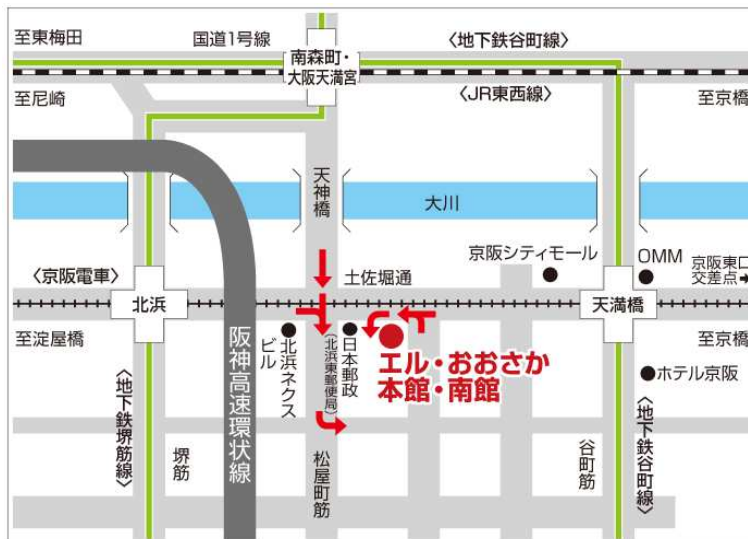 至東梅田
国道1号線
南森町・
大阪天満宮
〈地下鉄谷町線〉
至尼崎
〈JR東西線〉
至京橋
天神橋
大川
京阪シティモール
OMM
京阪東口
交差点➡
〈京阪電車〉
土佐堀通
北浜
天満橋
至淀屋橋
阪神高速環状線
北浜ネクス
ビル
日本郵政
(北浜東郵便局)
エル・おおさか
本館・南館
至京橋
ホテル京阪
〈地下鉄堺筋線〉
堺筋
松屋町筋
谷町筋
〈地下鉄谷町線〉